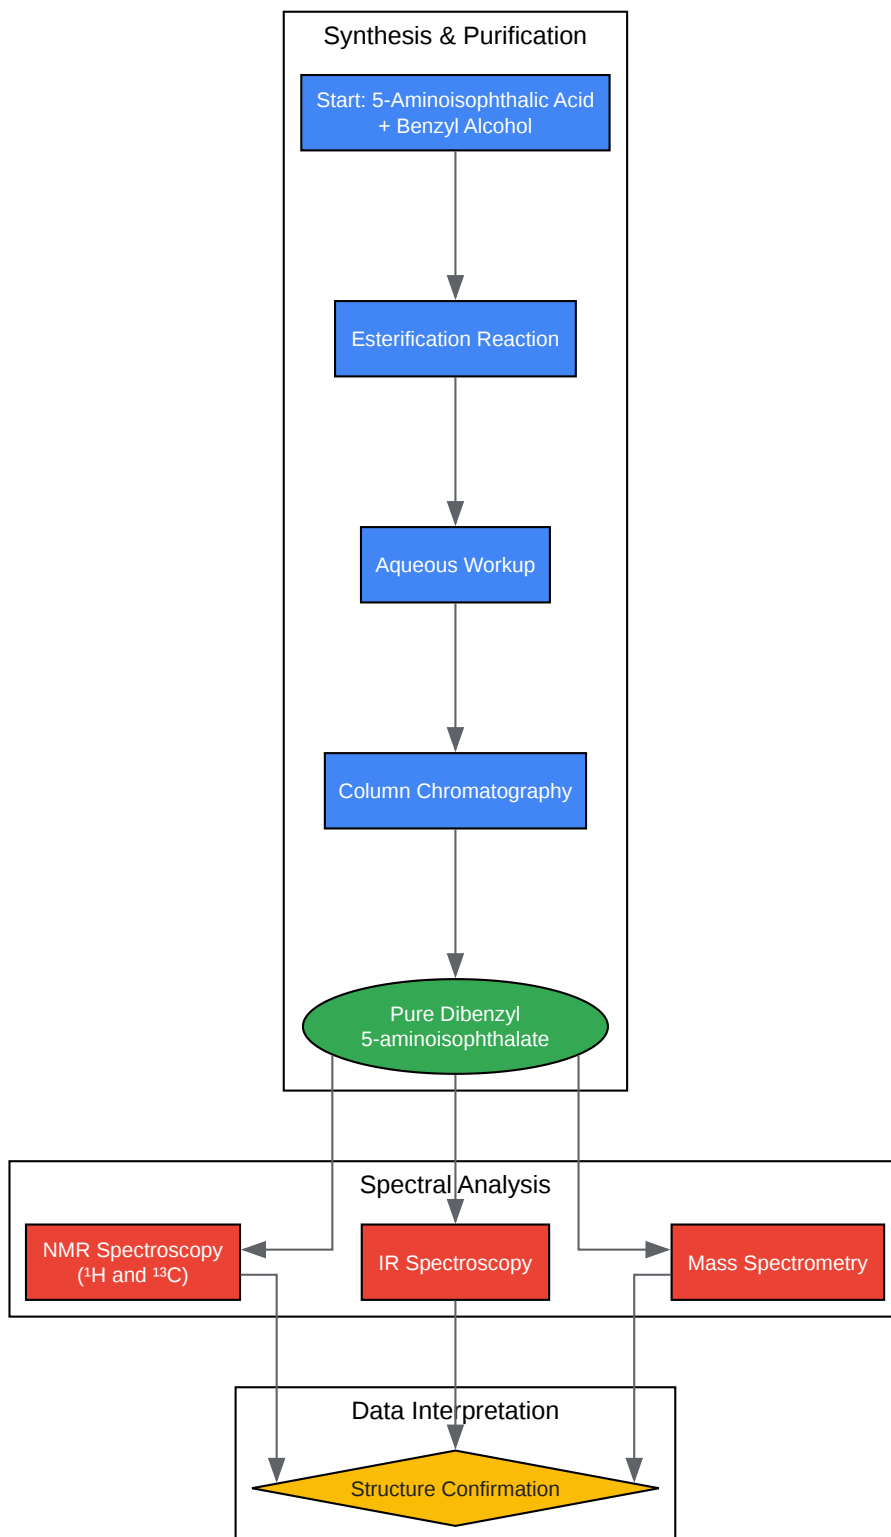 Synthesis & Purification
Start: 5-Aminoisophthalic Acid
+ Benzyl Alcohol
Esterification Reaction
Aqueous Workup
Column Chromatography
Pure Dibenzyl
5-aminoisophthalate
Spectral Analysis
NMR Spectroscopy
(¹H and ¹³C)
IR Spectroscopy
Mass Spectrometry
Data Interpretation
Structure Confirmation